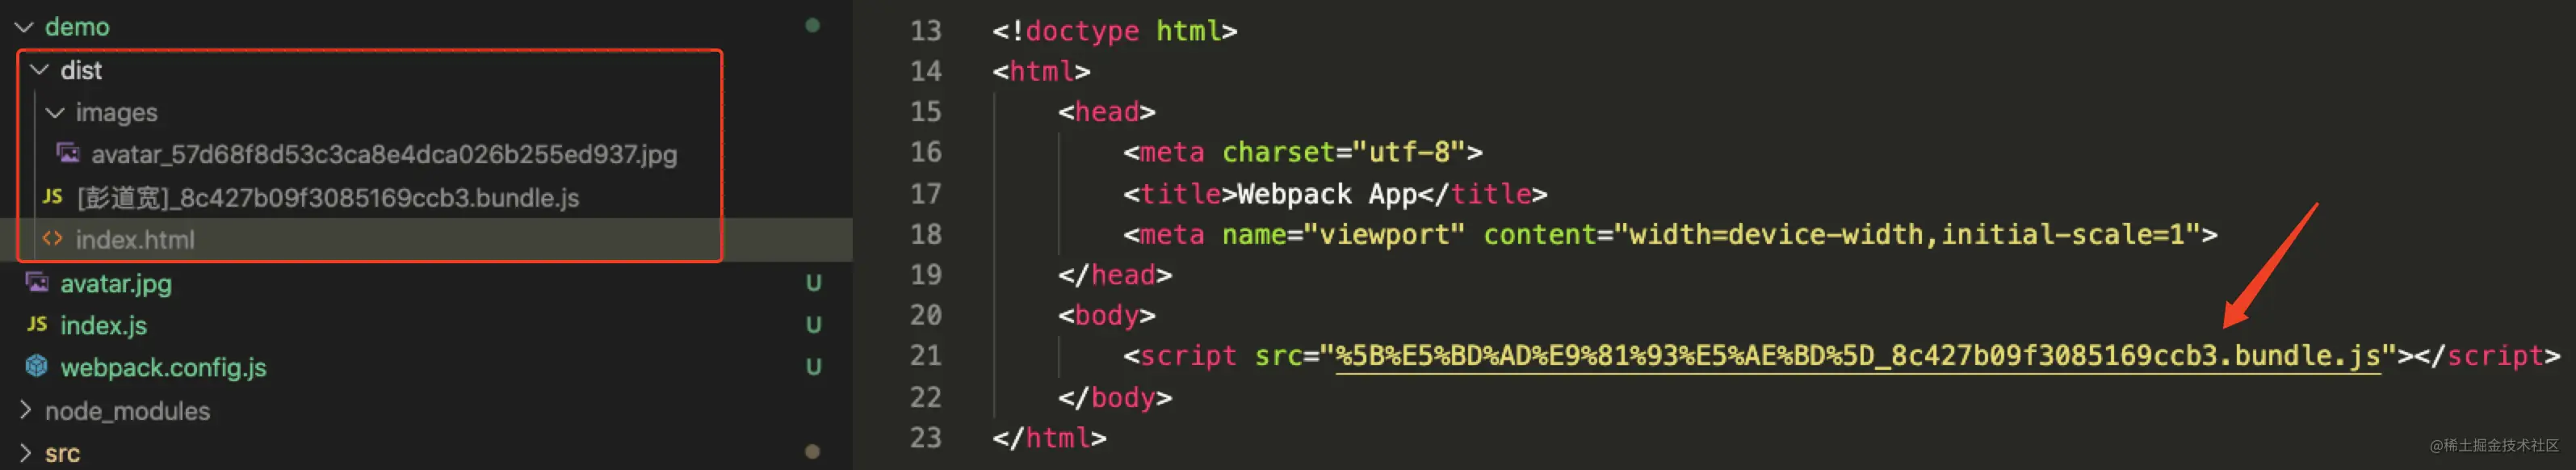 demo
dist
images
avatar_57d68f8d53c3ca8e4dca026b255ed937.jpg
JS [彭道宽]_8c427b09f3085169ccb3.bundle.js
<> index.html
avatar.jpg U
JS index.js U
webpack.config.js U
node_modules
src
13 <!doctype html>
14 <html>
15 <head>
16 <meta charset="utf-8">
17 <title>Webpack App</title>
18 <meta name="viewport" content="width=device-width,initial-scale=1">
19 </head>
20 <body>
21 <script src="%5B%E5%BD%AD%E9%81%93%E5%AE%BD%5D_8c427b09f3085169ccb3.bundle.js"></script>
22 </body>
23 </html>
@稀土掘金技术社区